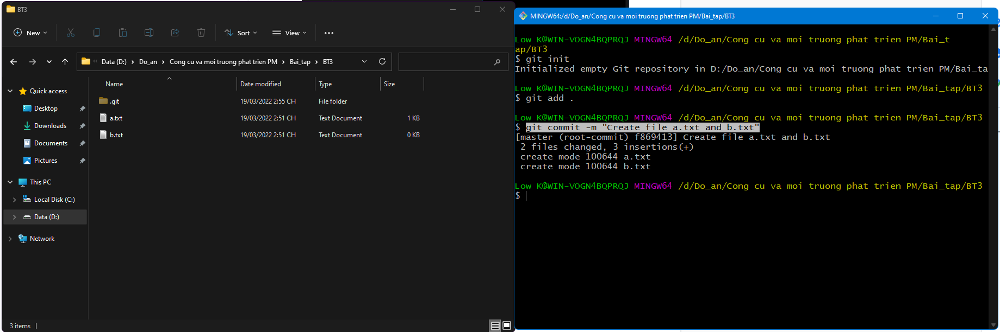 BT3
New
Sort
View
Data (D:) > Do_an > Cong cu va moi truong phat trien PM > Bai_tap > BT3
Name Date modified Type Size
Quick access
Desktop
Downloads
Documents
Pictures
This PC
Local Disk (C:)
Data (D:)
Network
.git 19/03/2022 2:55 CH File folder
a.txt 19/03/2022 2:51 CH Text Document 1 KB
b.txt 19/03/2022 2:51 CH Text Document 0 KB
3 items
MINGW64:/d/Do_an/Cong cu va moi truong phat trien PM/Bai_tap/BT3
Low K@WIN-VOGN4BQPRQJ MINGW64 /d/Do_an/Cong cu va moi truong phat trien PM/Bai_t
ap/BT3
$ git init
Initialized empty Git repository in D:/Do_an/Cong cu va moi truong phat trien PM/Bai_ta
Low K@WIN-VOGN4BQPRQJ MINGW64 /d/Do_an/Cong cu va moi truong phat trien PM/Bai_tap/BT3
$ git add .
Low K@WIN-VOGN4BQPRQJ MINGW64 /d/Do_an/Cong cu va moi truong phat trien PM/Bai_tap/BT3
$ git commit -m "Create file a.txt and b.txt"
[master (root-commit) f869413] Create file a.txt and b.txt
2 files changed, 3 insertions(+)
create mode 100644 a.txt
create mode 100644 b.txt
Low K@WIN-VOGN4BQPRQJ MINGW64 /d/Do_an/Cong cu va moi truong phat trien PM/Bai_tap/BT3
$